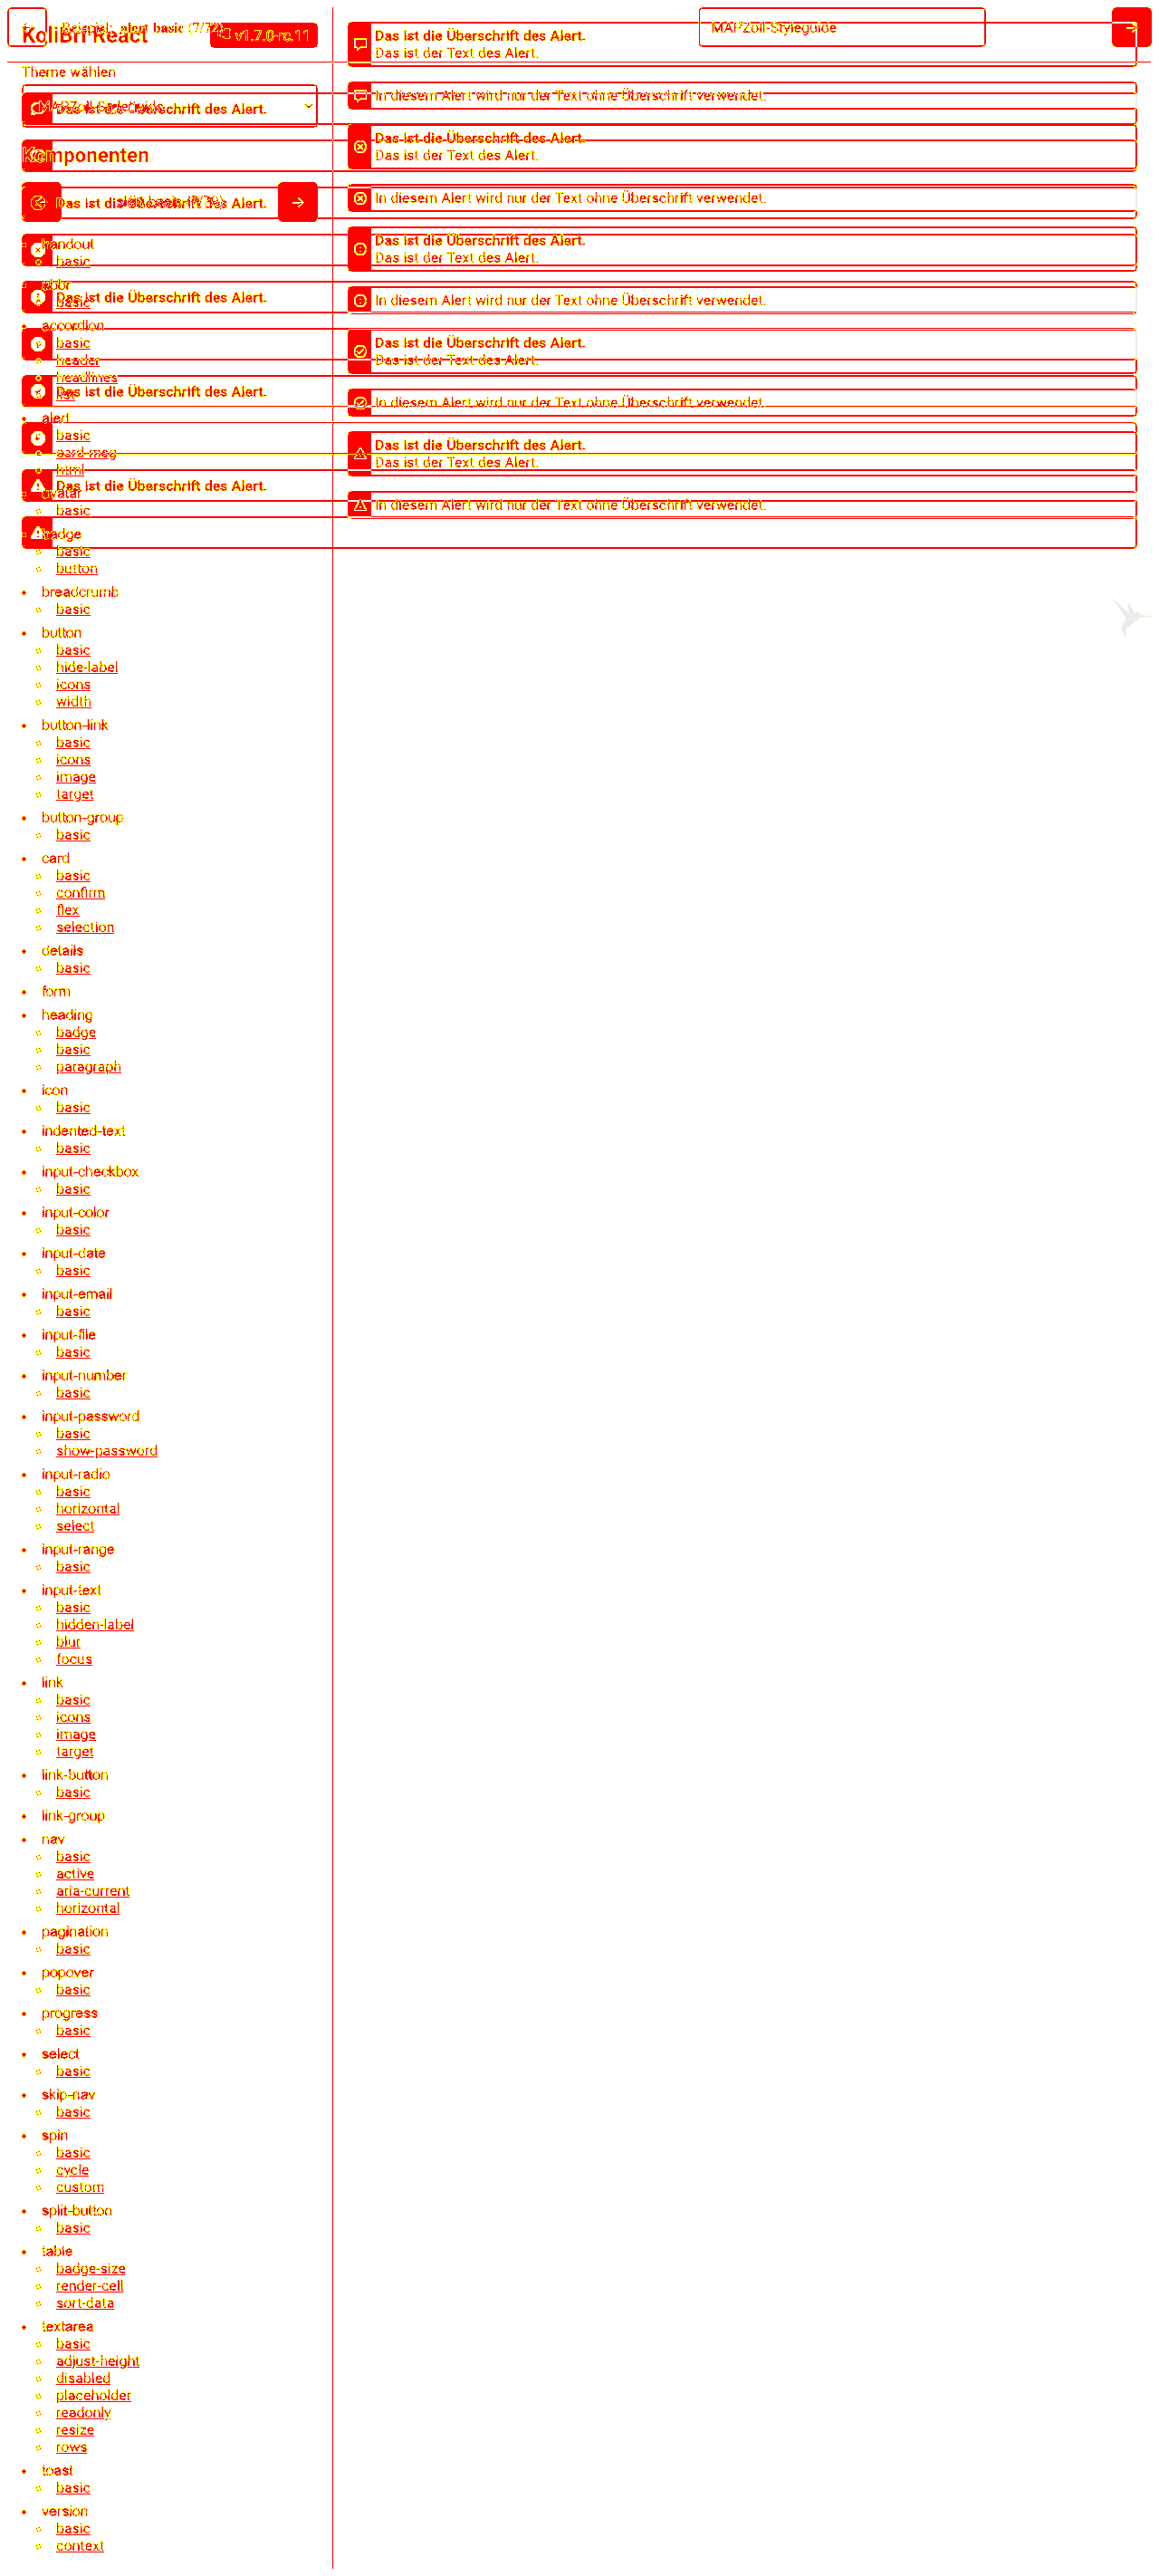 KoliBri React
Beispiel: alert basic (7/72)
v1.7.0-rc.11
MAPZoll-Styleguide
Theme wählen
MAPZoll-Styleguide
Das ist die Überschrift des Alert.
Komponenten
Das ist die Überschrift des Alert.
handout
basic
abbr
basic
Das ist die Überschrift des Alert.
accordion
basic
header
headlines
list
Das ist die Überschrift des Alert.
alert
basic
card-msg
html
Das ist die Überschrift des Alert.
avatar
basic
badge
basic
button
breadcrumb
basic
button
basic
hide-label
icons
width
button-link
basic
icons
image
target
button-group
basic
card
basic
confirm
flex
selection
details
basic
form
heading
badge
basic
paragraph
icon
basic
indented-text
basic
input-checkbox
basic
input-color
basic
input-date
basic
input-email
basic
input-file
basic
input-number
basic
input-password
basic
show-password
input-radio
basic
horizontal
select
input-range
basic
input-text
basic
hidden-label
blur
focus
link
basic
icons
image
target
link-button
basic
link-group
nav
basic
active
aria-current
horizontal
pagination
basic
popover
basic
progress
basic
select
basic
skip-nav
basic
spin
basic
cycle
custom
split-button
basic
table
badge-size
render-cell
sort-data
textarea
basic
adjust-height
disabled
placeholder
readonly
resize
rows
toast
basic
version
basic
context
Das ist die Überschrift des Alert.
Das ist der Text des Alert.
In diesem Alert wird nur der Text ohne Überschrift verwendet.
Das ist die Überschrift des Alert.
Das ist der Text des Alert.
In diesem Alert wird nur der Text ohne Überschrift verwendet.
Das ist die Überschrift des Alert.
Das ist der Text des Alert.
In diesem Alert wird nur der Text ohne Überschrift verwendet.
Das ist die Überschrift des Alert.
Das ist der Text des Alert.
In diesem Alert wird nur der Text ohne Überschrift verwendet.
Das ist die Überschrift des Alert.
Das ist der Text des Alert.
In diesem Alert wird nur der Text ohne Überschrift verwendet.